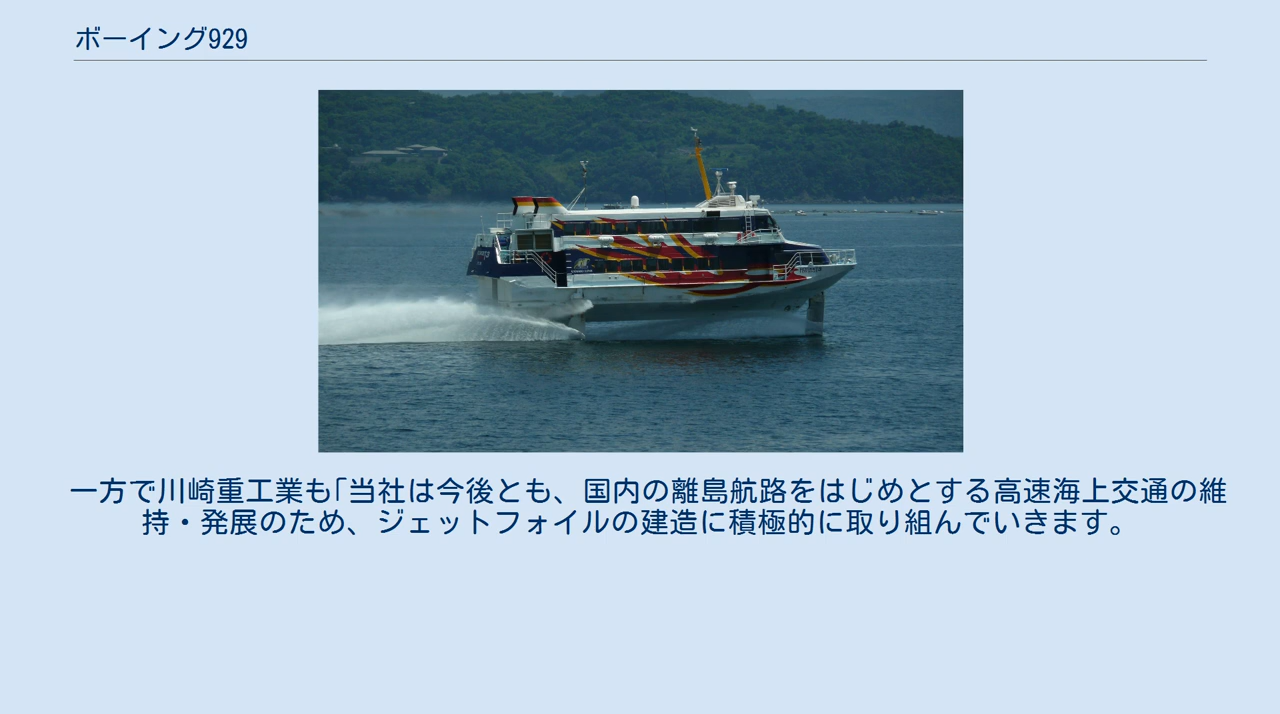 ボーイング929
一方で川崎重工業も｢当社は今後とも、国内の離島航路をはじめとする高速海上交通の維
持・発展のため、ジェットフォイルの建造に積極的に取り組んでいきます。